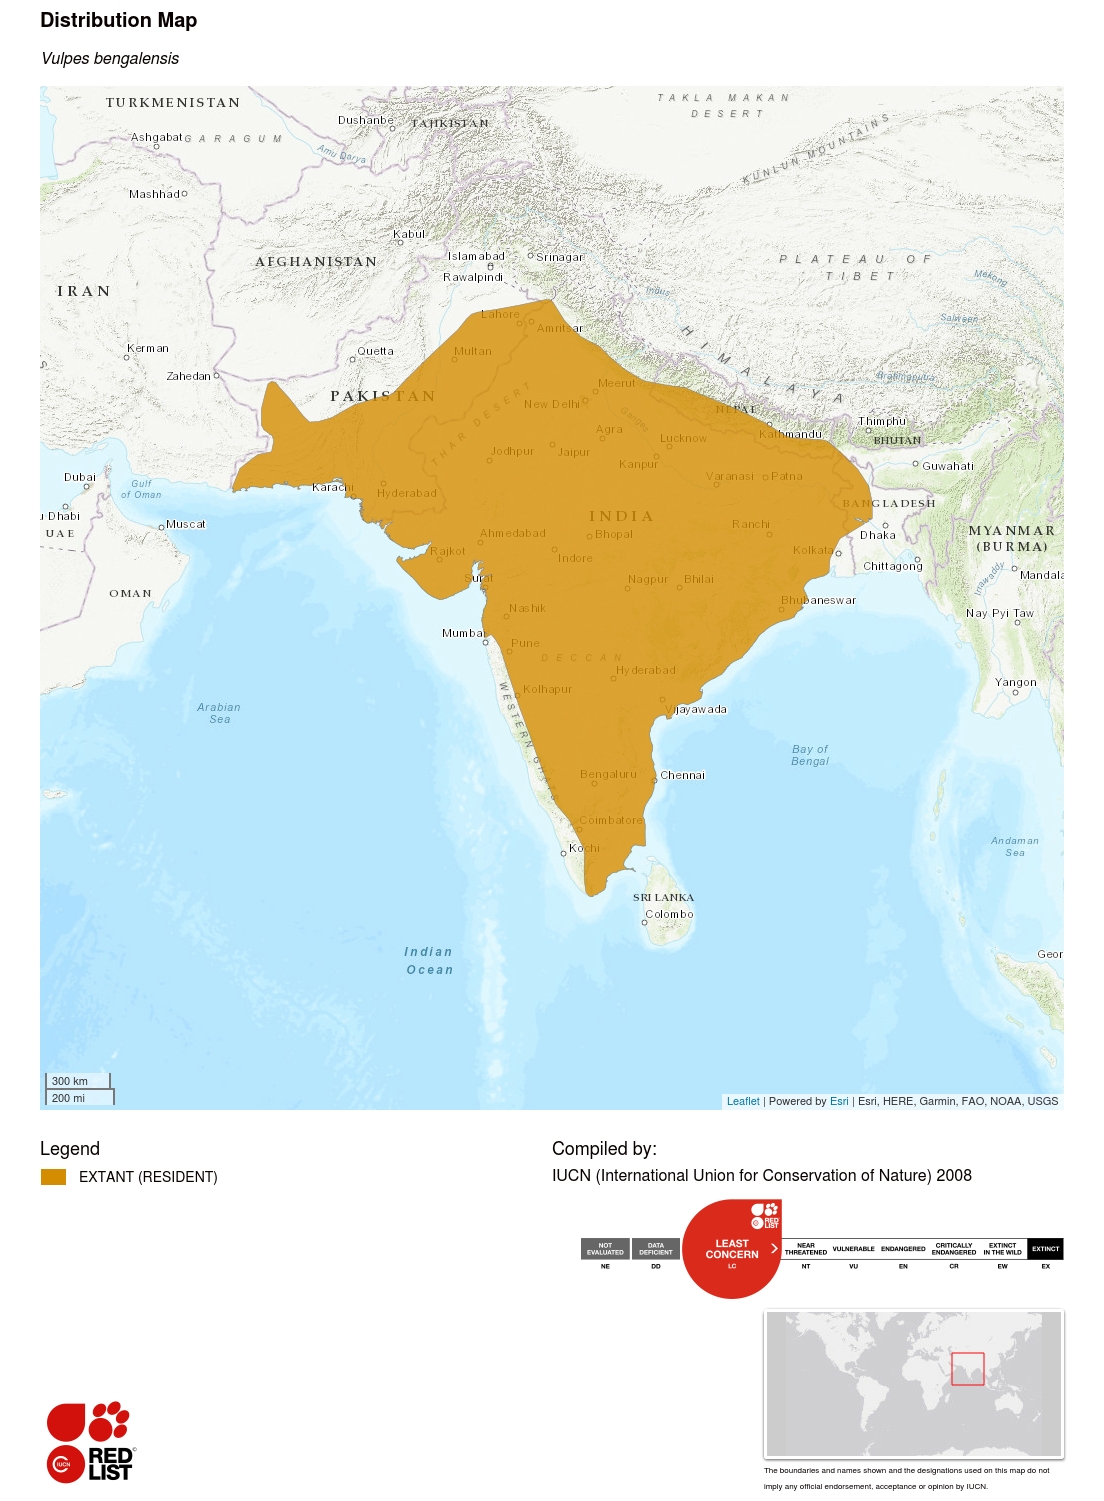 Distribution Map
Vulpes bengalensis
TURKMENISTAN
TAKLA MAKAN
DESERT
Dushanbe
TAJIKISTAN
Ashgabat
GARAGUM
Amu Darya
KUNLUN MOUNTAINS
Mashhad
Kabul
AFGHANISTAN
Islamabad
Srinagar
Rawalpindi
PLATEAU OF
TIBET
Mekong
IRAN
Indus
Salween
Lahore
Amritsar
HIMALAYA
Kerman
Quetta
Multan
Zahedan
Brahmaputra
PAKISTAN
THAR DESERT
Meerut
New Delhi
Ganges
NEPAL
Kathmandu
Thimphu
BHUTAN
Agra
Lucknow
Jodhpur
Jaipur
Kanpur
Guwahati
Dubai
Gulf
of Oman
Karachi
Hyderabad
Varanasi
Patna
BANGLADESH
u Dhabi
UAE
Muscat
INDIA
Ranchi
Dhaka
MYANMAR
(BURMA)
Ahmedabad
Bhopal
Rajkot
Indore
Kolkata
Chittagong
Irrawaddy
Mandala
OMAN
Surat
Nagpur
Bhilai
Nashik
Bhubaneswar
Nay Pyi Taw
Mumbai
Pune
DECCAN
Hyderabad
Yangon
Kolhapur
WESTERN GHATS
Vijayawada
Arabian
Sea
Bay of
Bengal
Bengaluru
Chennai
Coimbatore
Kochi
Andaman
Sea
SRI LANKA
Colombo
Indian
Ocean
Geor
300 km
200 mi
Leaflet | Powered by Esri | Esri, HERE, Garmin, FAO, NOAA, USGS
Legend
EXTANT (RESIDENT)
Compiled by:
IUCN (International Union for Conservation of Nature) 2008
RED
LIST
NOT
EVALUATED
NE
DATA
DEFICIENT
DD
LEAST
CONCERN
LC
NEAR
THREATENED
NT
VULNERABLE
VU
ENDANGERED
EN
CRITICALLY
ENDANGERED
CR
EXTINCT
IN THE WILD
EW
EXTINCT
EX
IUCN
RED
LIST
The boundaries and names shown and the designations used on this map do not
imply any official endorsement, acceptance or opinion by IUCN.